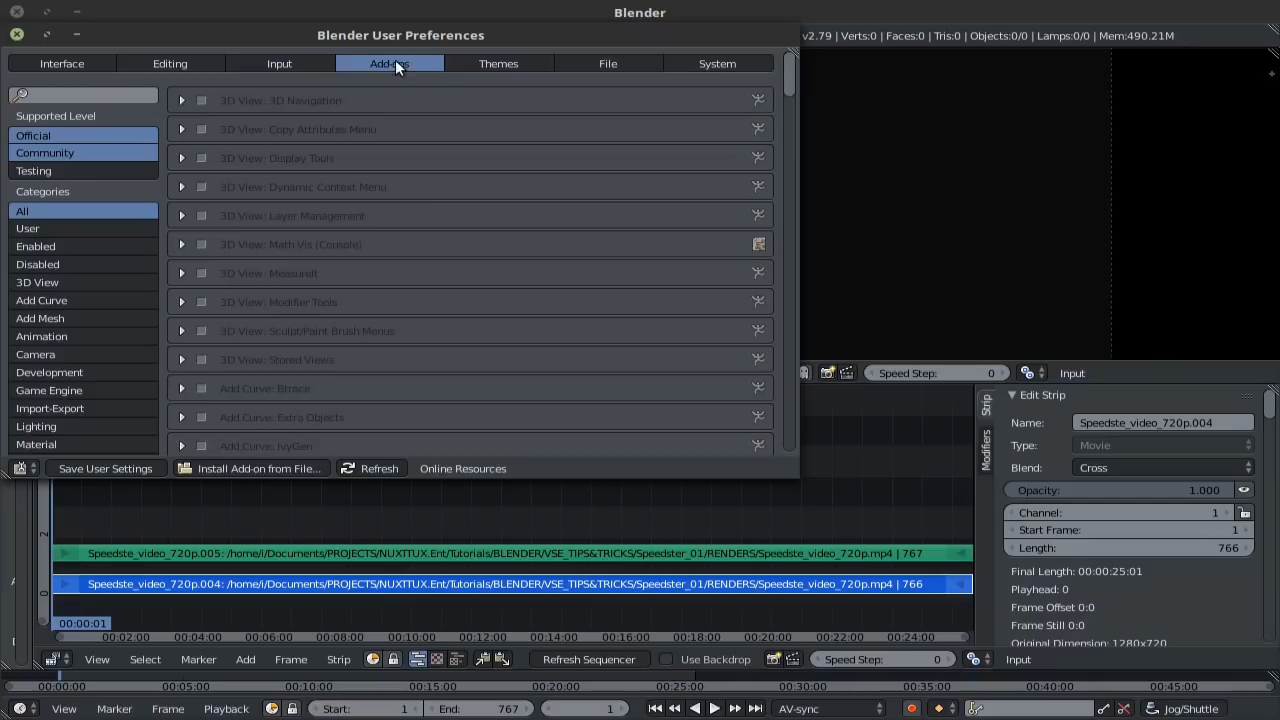 Blender
Blender User Preferences
v2.79 | Verts:0 | Faces:0 | Tris:0 | Objects:0/0 | Lamps:0/0 | Mem:490.21M
Interface Editing Input Add-ons Themes File System
Supported Level
Official
Community
Testing
Categories
All
User
Enabled
Disabled
3D View
Add Curve
Add Mesh
Animation
Camera
Development
Game Engine
Import-Export
Lighting
Material
3D View: 3D Navigation
3D View: Copy Attributes Menu
3D View: Display Tools
3D View: Dynamic Context Menu
3D View: Layer Management
3D View: Math Vis (Console)
3D View: MeasureIt
3D View: Modifier Tools
3D View: Sculpt/Paint Brush Menus
3D View: Stored Views
Add Curve: Btrace
Add Curve: Extra Objects
Add Curve: IvyGen
Save User Settings Install Add-on from File... Refresh Online Resources
Speed Step: 0 Input
Strip
Modifiers
Edit Strip
Name: Speedste_video_720p.004
Type: Movie
Blend: Cross
Opacity: 1.000
Channel: 1
Start Frame: 1
Length: 766
Final Length: 00:00:25:01
Playhead: 0
Frame Offset 0:0
Frame Still 0:0
Original Dimension: 1280x720
2
Speedste_video_720p.005: /home/i/Documents/PROJECTS/NUXTTUX.Ent/Tutorials/BLENDER/VSE_TIPS&TRICKS/Speedster_01/RENDERS/Speedste_video_720p.mp4 | 767
Speedste_video_720p.004: /home/i/Documents/PROJECTS/NUXTTUX.Ent/Tutorials/BLENDER/VSE_TIPS&TRICKS/Speedster_01/RENDERS/Speedste_video_720p.mp4 | 766
0
00:00:01
00:02:00 00:04:00 00:06:00 00:08:00 00:10:00 00:12:00 00:14:00 00:16:00 00:18:00 00:20:00 00:22:00 00:24:00
View Select Marker Add Frame Strip Refresh Sequencer Use Backdrop Speed Step: 0 Input
00:00:00 00:05:00 00:10:00 00:15:00 00:20:00 00:25:00 00:30:00 00:35:00 00:40:00 00:45:00
View Marker Frame Playback Start: 1 End: 767 1 AV-sync Jog/Shuttle